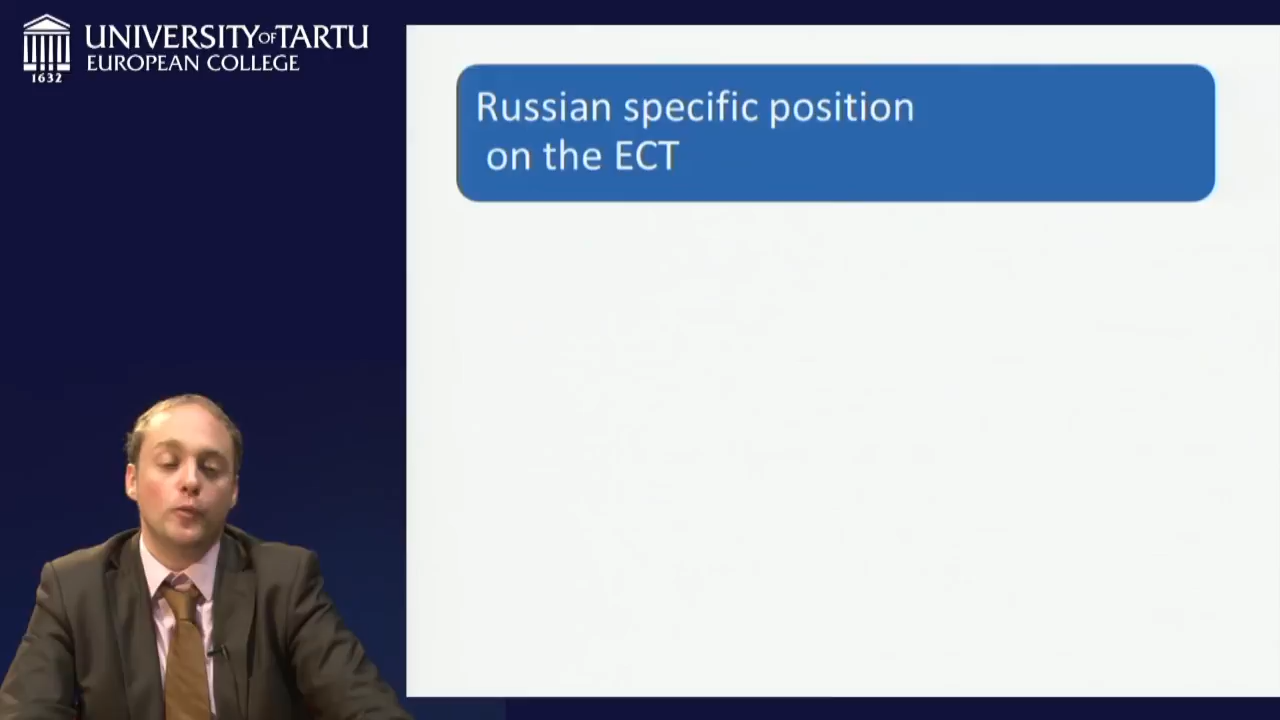 UNIVERSITY OF TARTU
EUROPEAN COLLEGE
1632
Russian specific position
on the ECT